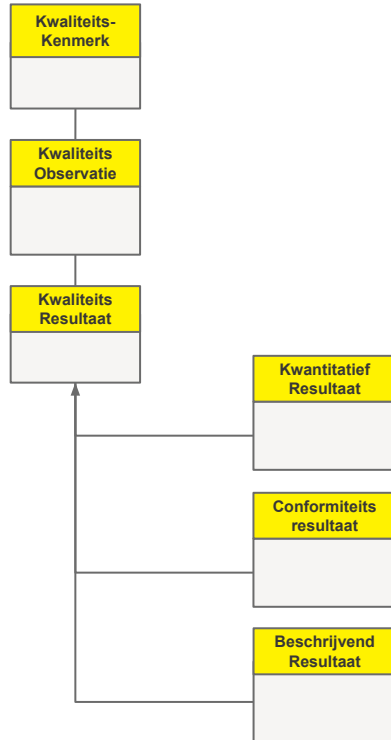 Kwaliteits-
Kenmerk
Kwaliteits
Observatie
Kwaliteits
Resultaat
Kwantitatief
Resultaat
Conformiteits
resultaat
Beschrijvend
Resultaat